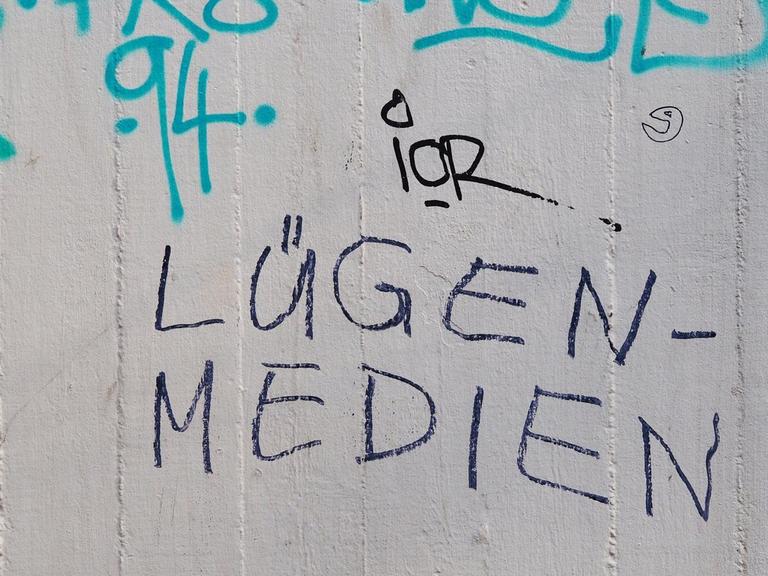 94
IOR
LÜGEN-
MEDIEN